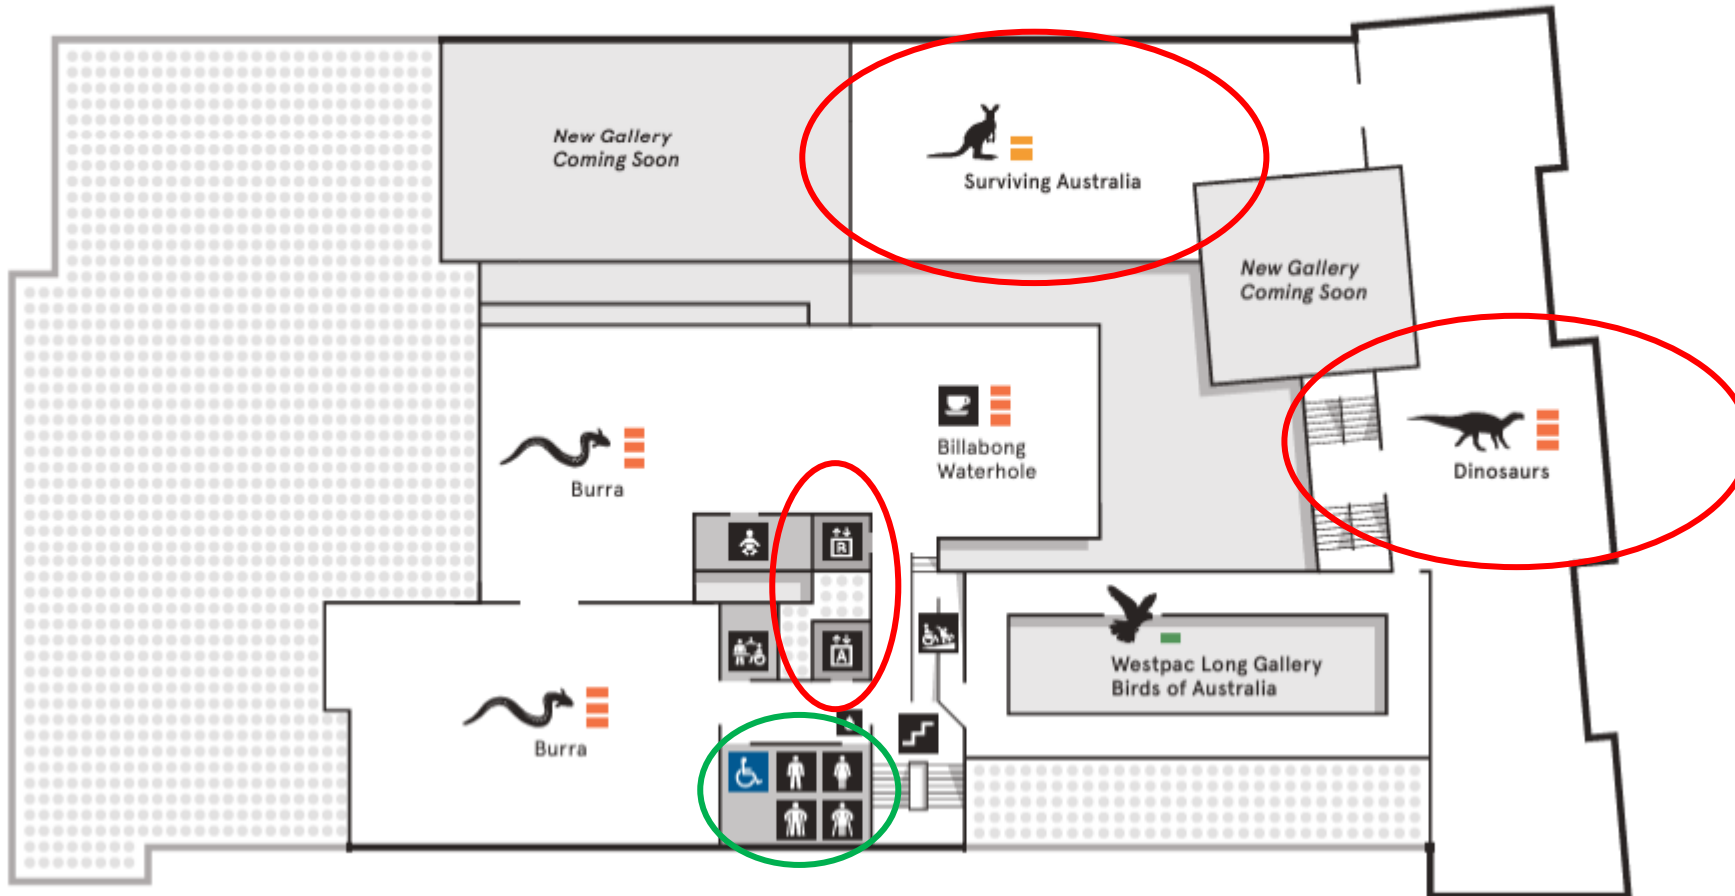 New Gallery
Coming Soon
Surviving Australia
New Gallery
Coming Soon
Billabong
Waterhole
Burra
Dinosaurs
R
A
Westpac Long Gallery
Birds of Australia
Burra